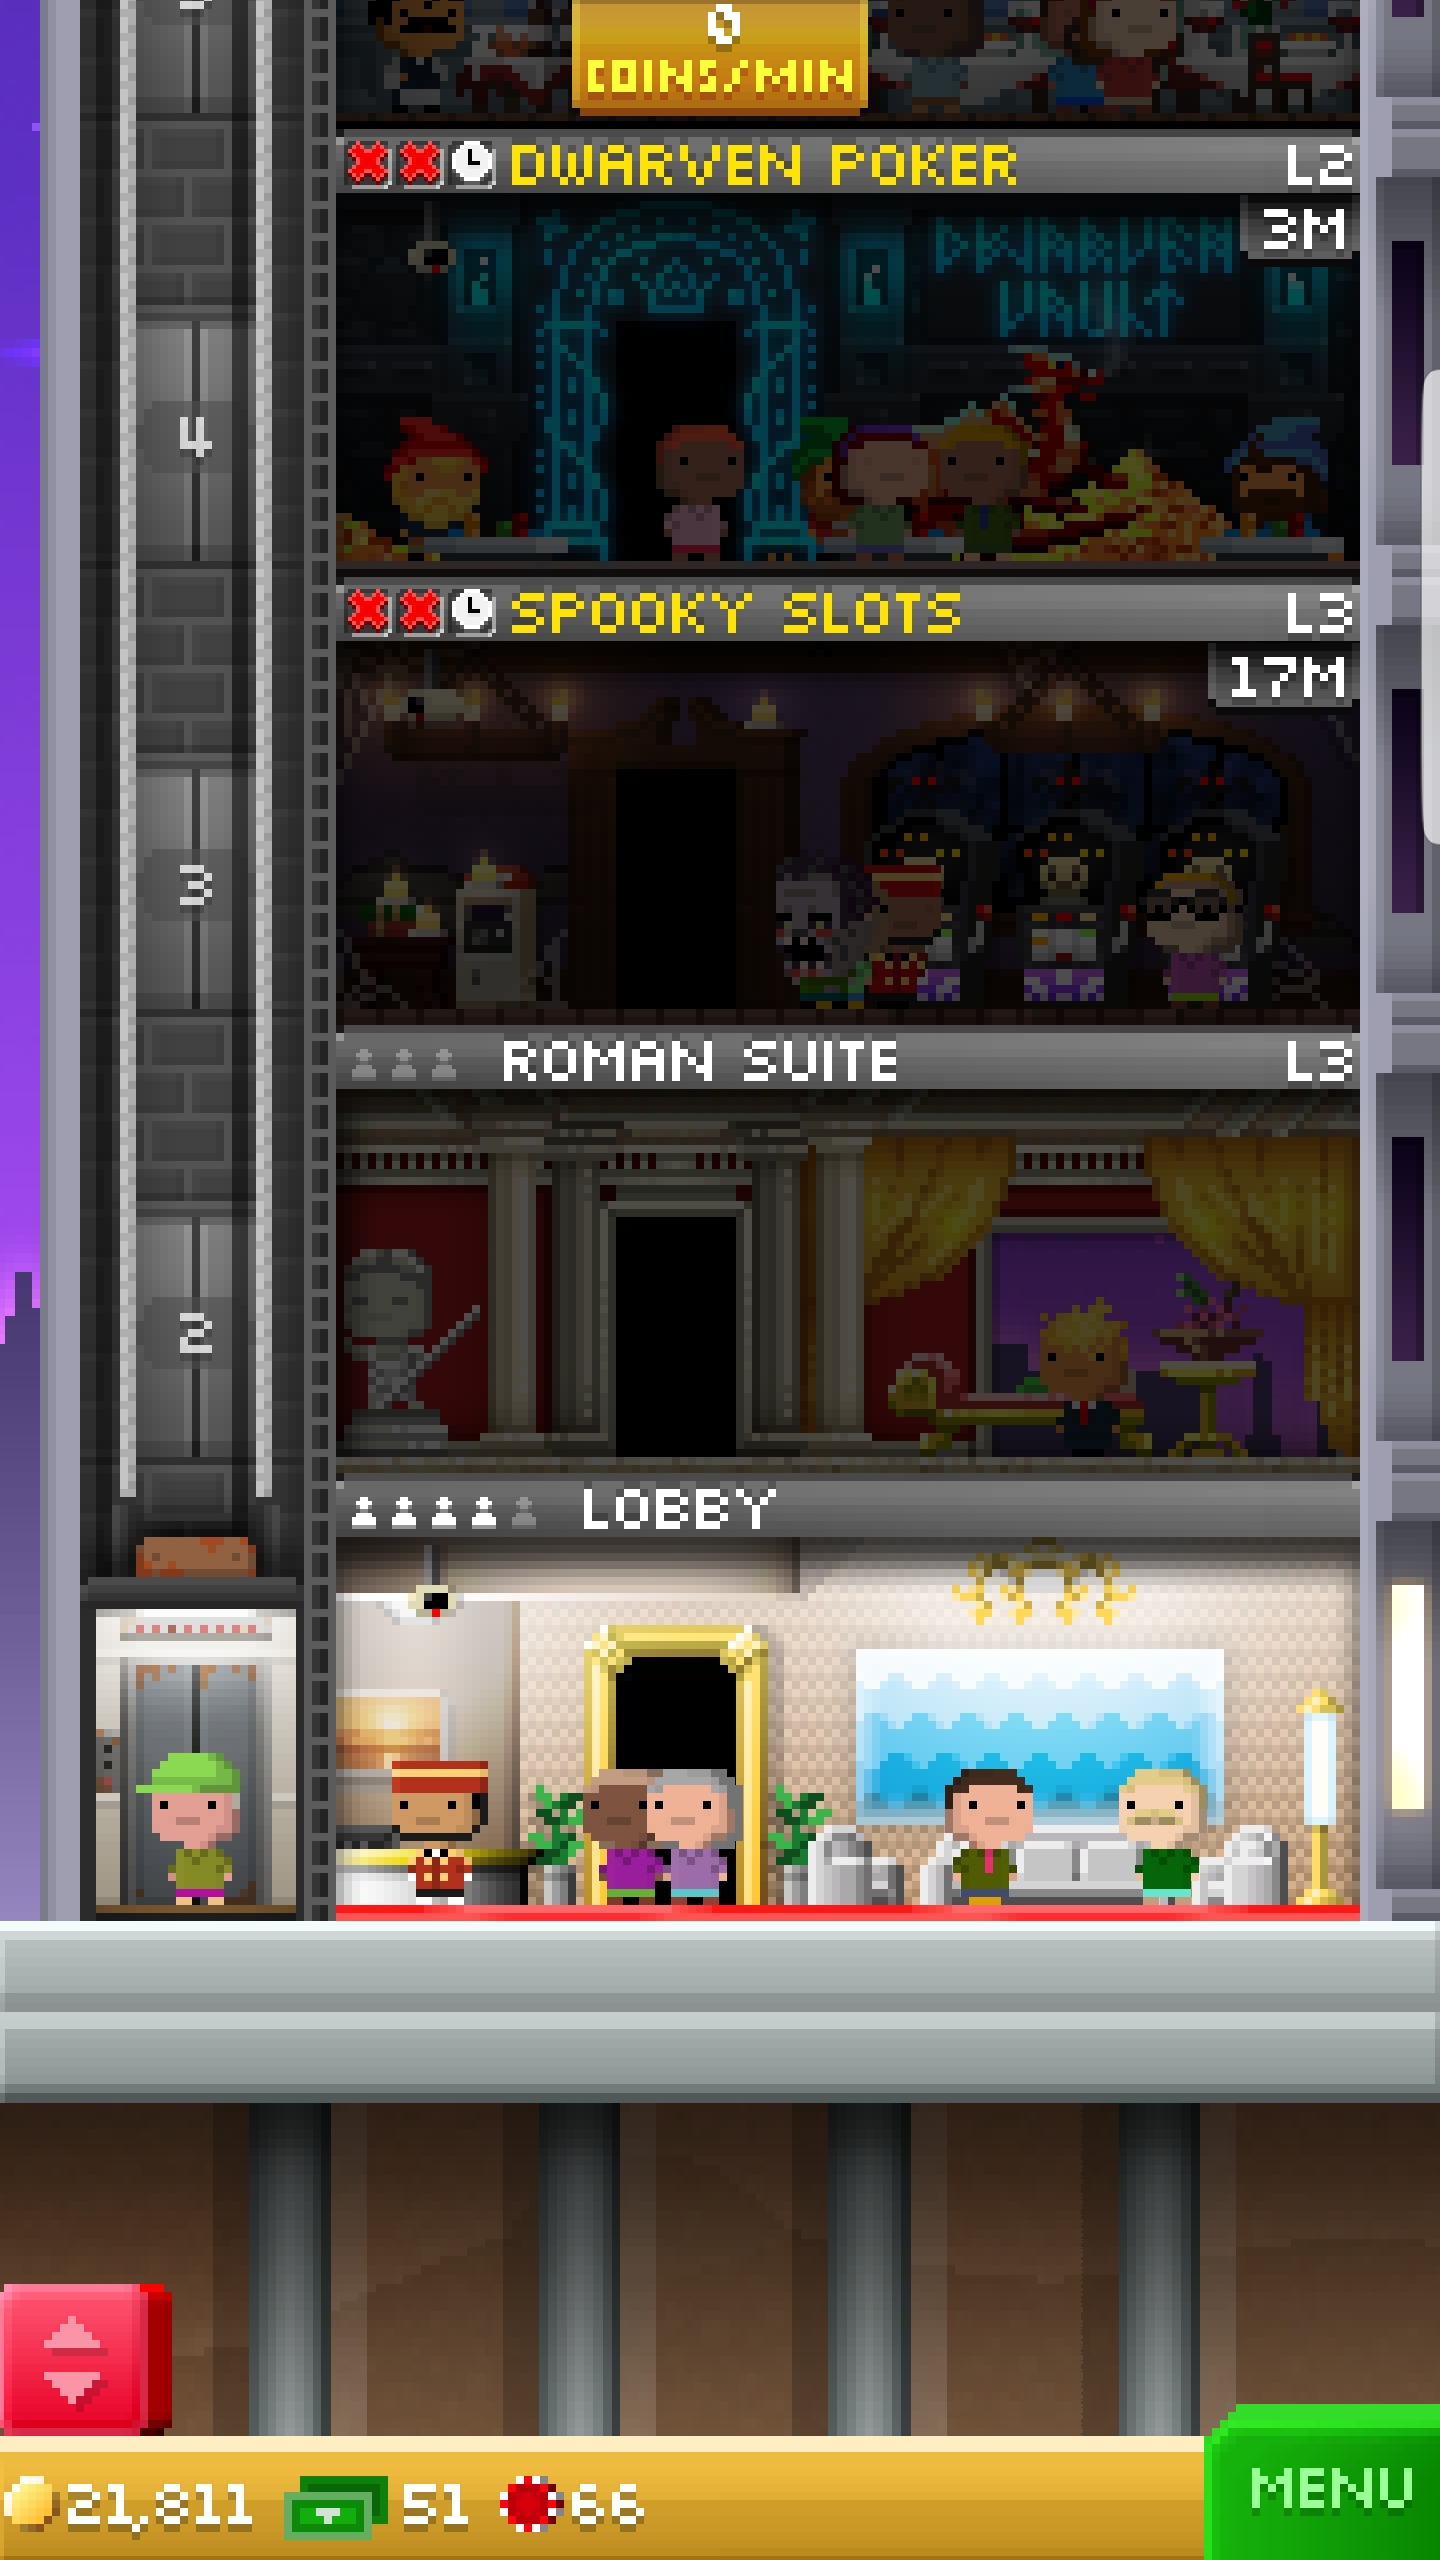 0
COINS/MIN
DWARVEN POKER L2
3M
DWARVEN
VAULT
4
SPOOKY SLOTS L3
17M
3
ROMAN SUITE L3
2
LOBBY
21,811 51 66
MENU